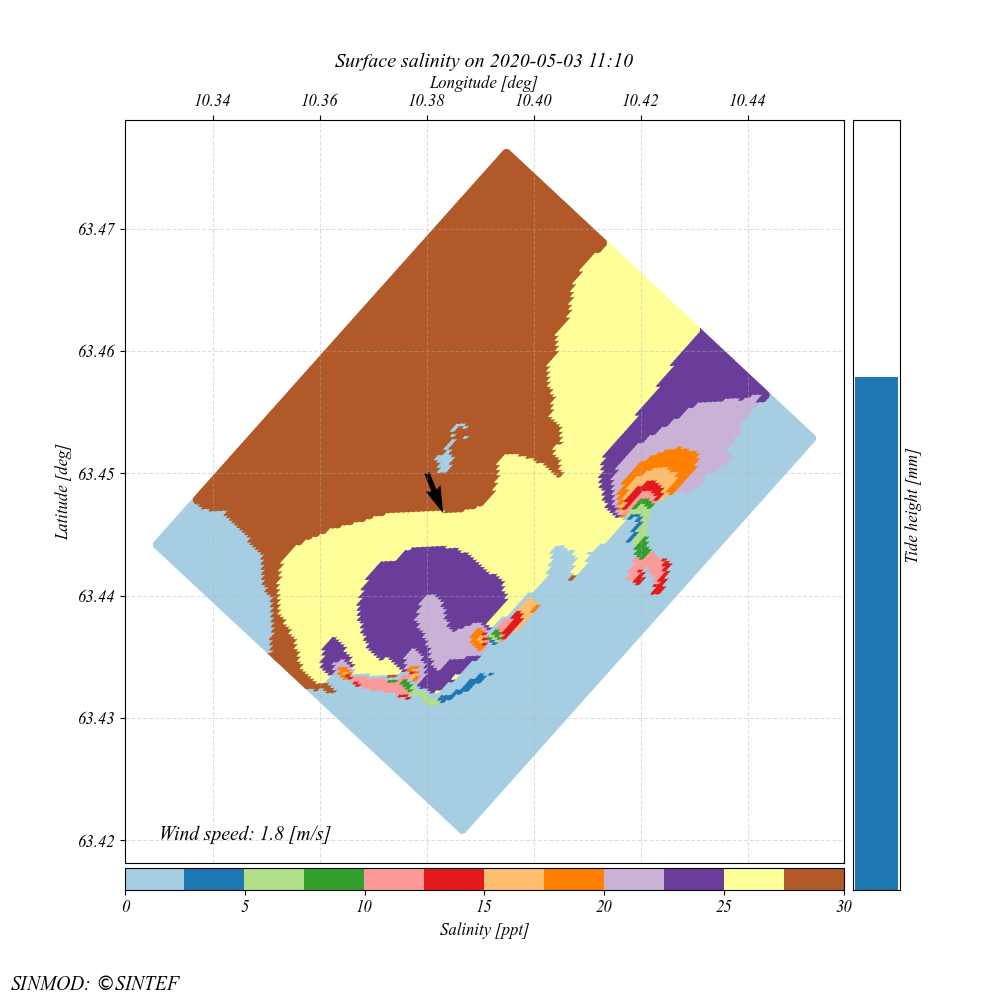 Surface salinity on 2020-05-03 11:10
Longitude [deg]
10.34 10.36 10.38 10.40 10.42 10.44
63.47
63.46
63.45
63.44
63.43
63.42
Latitude [deg]
Tide height [mm]
Wind speed: 1.8 [m/s]
0 5 10 15 20 25 30
Salinity [ppt]
SINMOD: ©SINTEF